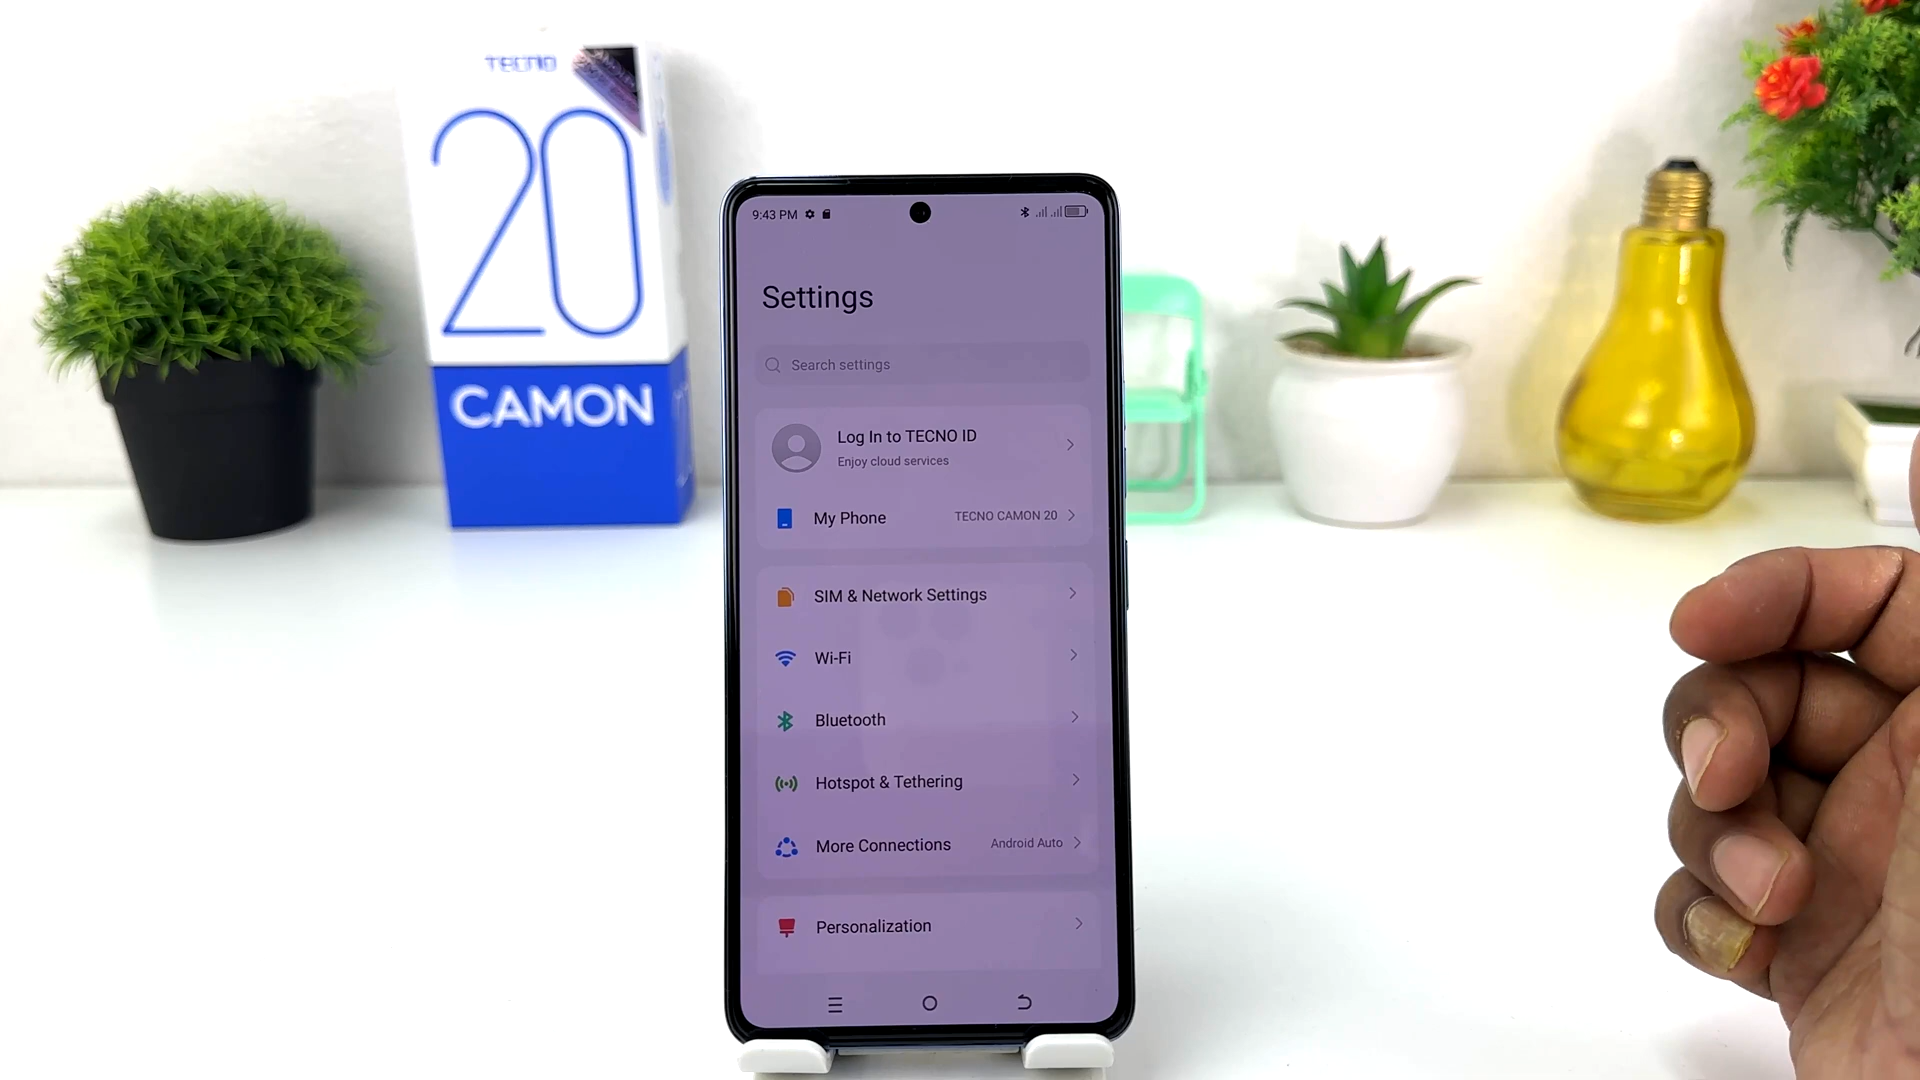 TECNO
20
CAMON
9:43 PM
Settings
Search settings
Log In to TECNO ID
Enjoy cloud services
My Phone TECNO CAMON 20
SIM & Network Settings
Wi-Fi
Bluetooth
Hotspot & Tethering
More Connections Android Auto
Personalization